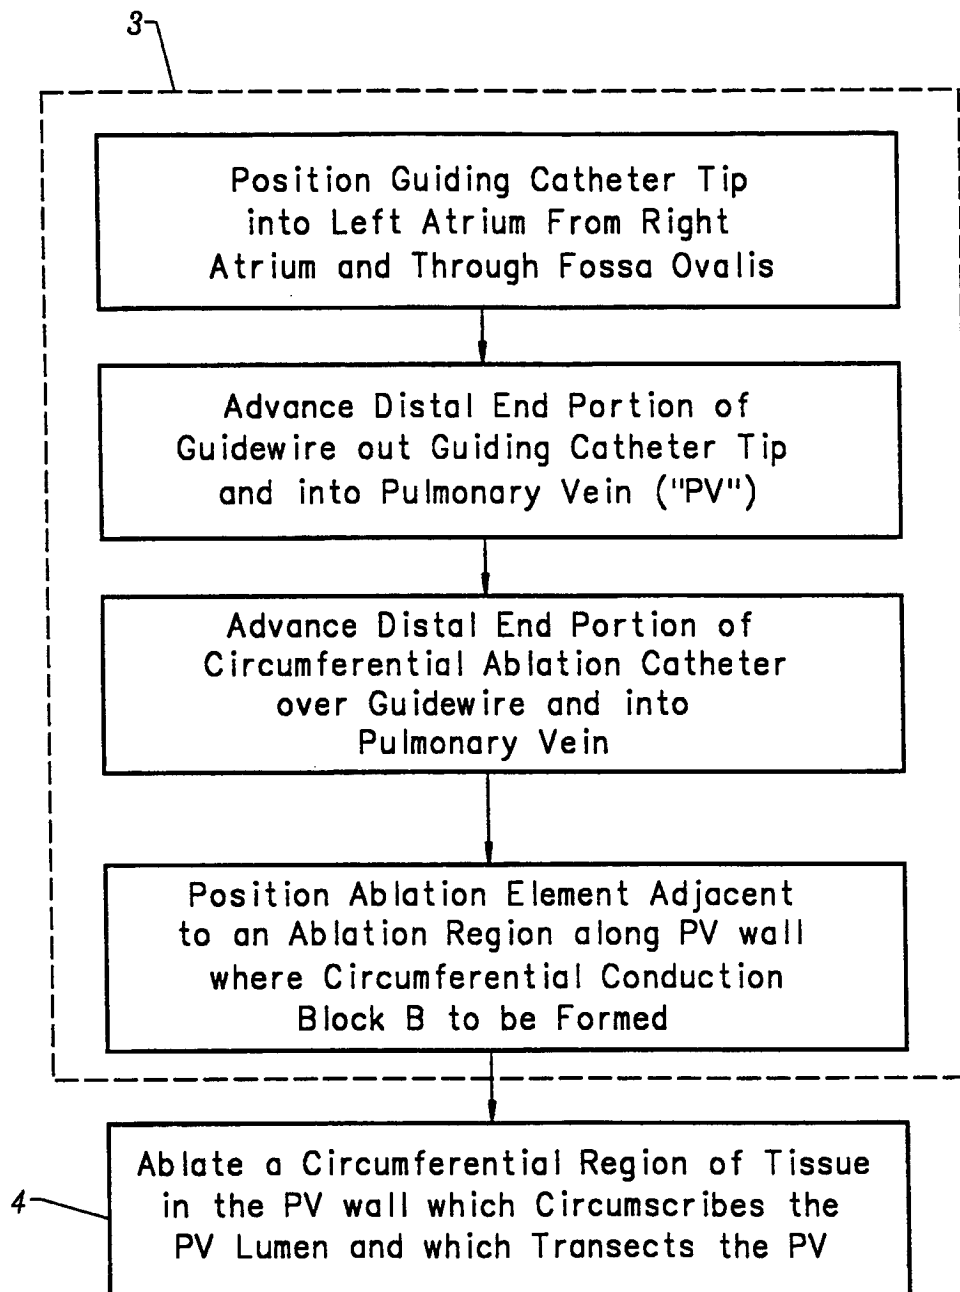 3
Position Guiding Catheter Tip
into Left Atrium From Right
Atrium and Through Fossa Ovalis
Advance Distal End Portion of
Guidewire out Guiding Catheter Tip
and into Pulmonary Vein ("PV")
Advance Distal End Portion of
Circumferential Ablation Catheter
over Guidewire and into
Pulmonary Vein
Position Ablation Element Adjacent
to an Ablation Region along PV wall
where Circumferential Conduction
Block B to be Formed
4
Ablate a Circumferential Region of Tissue
in the PV wall which Circumscribes the
PV Lumen and which Transects the PV